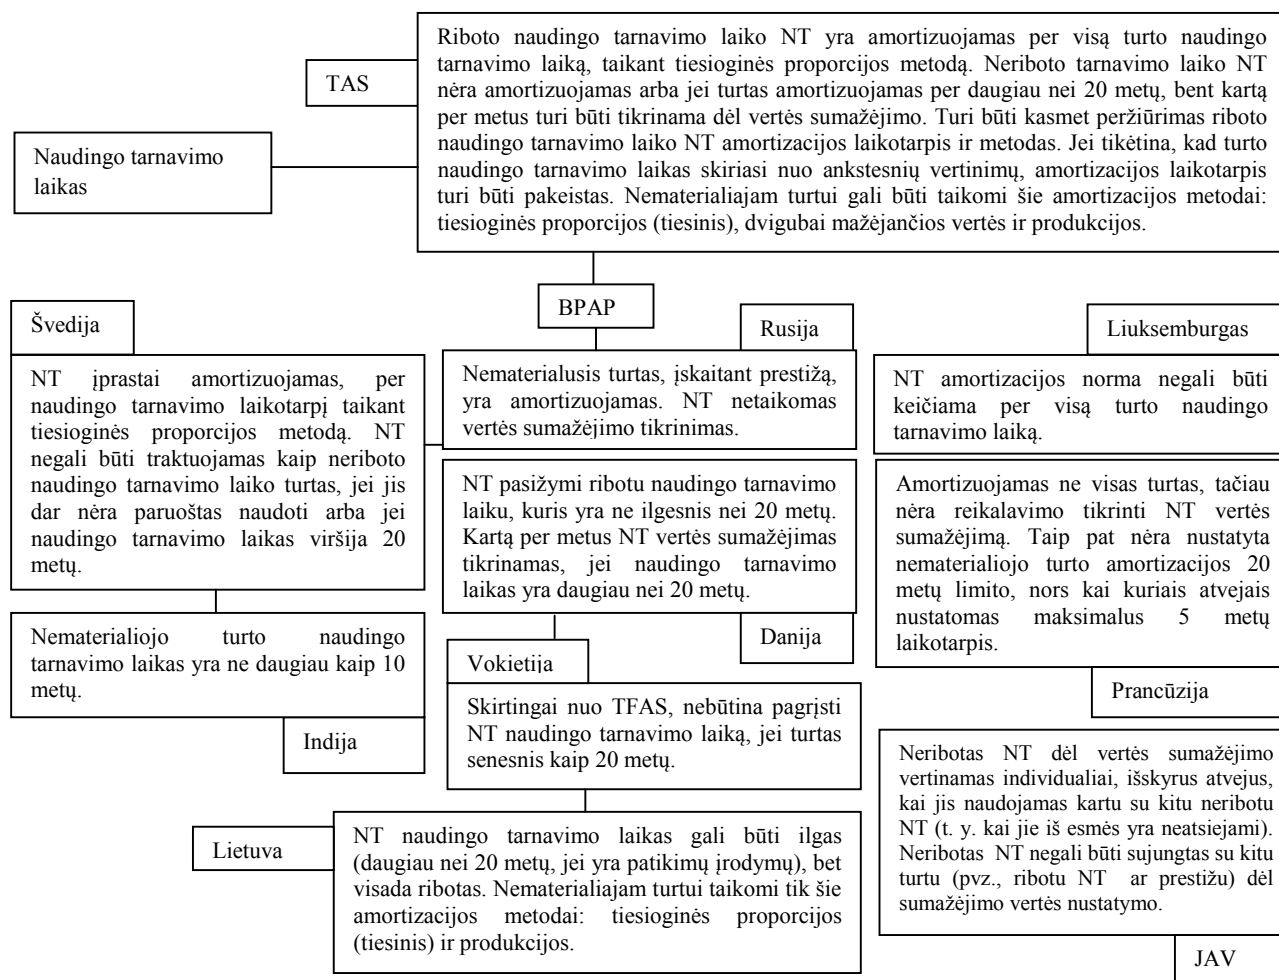 TAS
Riboto naudingo tarnavimo laiko NT yra amortizuojamas per visą turto naudingo
tarnavimo laiką, taikant tiesioginės proporcijos metodą. Neriboto tarnavimo laiko NT
nėra amortizuojamas arba jei turtas amortizuojamas per daugiau nei 20 metų, bent kartą
per metus turi būti tikrinama dėl vertės sumažėjimo. Turi būti kasmet peržiūrimas riboto
naudingo tarnavimo laiko NT amortizacijos laikotarpis ir metodas. Jei tikėtina, kad turto
naudingo tarnavimo laikas skiriasi nuo ankstesnių vertinimų, amortizacijos laikotarpis
turi būti pakeistas. Nematerialiajam turtui gali būti taikomi šie amortizacijos metodai:
tiesioginės proporcijos (tiesinis), dvigubai mažėjančios vertės ir produkcijos.
Naudingo tarnavimo
laikas
BPAP
Švedija
NT įprastai amortizuojamas, per
naudingo tarnavimo laikotarpį taikant
tiesioginės proporcijos metodą. NT
negali būti traktuojamas kaip neriboto
naudingo tarnavimo laiko turtas, jei jis
dar nėra paruoštas naudoti arba jei
naudingo tarnavimo laikas viršija 20
metų.
Nematerialiojo turto naudingo
tarnavimo laikas yra ne daugiau kaip 10
metų.
Indija
Rusija
Nematerialusis turtas, įskaitant prestižą,
yra amortizuojamas. NT netaikomas
vertės sumažėjimo tikrinimas.
NT pasižymi ribotu naudingo tarnavimo
laiku, kuris yra ne ilgesnis nei 20 metų.
Kartą per metus NT vertės sumažėjimas
tikrinamas, jei naudingo tarnavimo
laikas yra daugiau nei 20 metų.
Danija
Vokietija
Skirtingai nuo TFAS, nebūtina pagrįsti
NT naudingo tarnavimo laiką, jei turtas
senesnis kaip 20 metų.
Lietuva
NT naudingo tarnavimo laikas gali būti ilgas
(daugiau nei 20 metų, jei yra patikimų įrodymų), bet
visada ribotas. Nematerialiajam turtui taikomi tik šie
amortizacijos metodai: tiesioginės proporcijos
(tiesinis) ir produkcijos.
Liuksemburgas
NT amortizacijos norma negali būti
keičiama per visą turto naudingo
tarnavimo laiką.
Amortizuojamas ne visas turtas, tačiau
nėra reikalavimo tikrinti NT vertės
sumažėjimą. Taip pat nėra nustatyta
nematerialiojo turto amortizacijos 20
metų limito, nors kai kuriais atvejais
nustatomas maksimalus 5 metų
laikotarpis.
Prancūzija
Neribotas NT dėl vertės sumažėjimo
vertinamas individualiai, išskyrus atvejus,
kai jis naudojamas kartu su kitu neribotu
NT (t. y. kai jie iš esmės yra neatsiejami).
Neribotas NT negali būti sujungtas su kitu
turtu (pvz., ribotu NT ar prestižu) dėl
sumažėjimo vertės nustatymo.
JAV